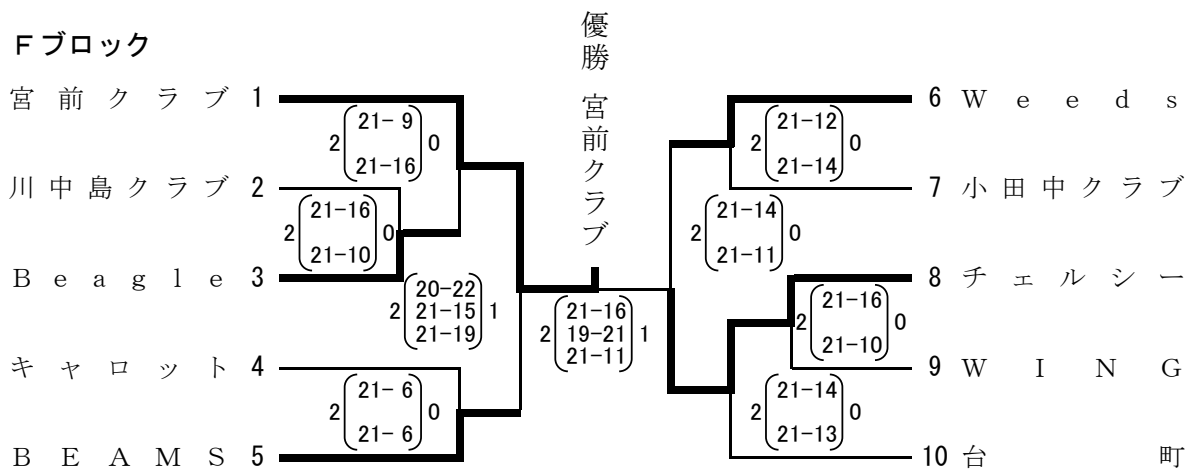 Fブロック
優勝 宮前クラブ
宮前クラブ 1
2 21-9 0
21-16
川中島クラブ 2
2 21-16 0
21-10
Beagle 3
2 20-22 1
21-15
21-19
キャロット 4
2 21-6 0
21-6
BEAMS 5
2 21-16 1
19-21
21-11
6 Weeds
2 21-12 0
21-14
7 小田中クラブ
2 21-14 0
21-11
8 チェルシー
2 21-16 0
21-10
9 WING
2 21-14 0
21-13
10 台町